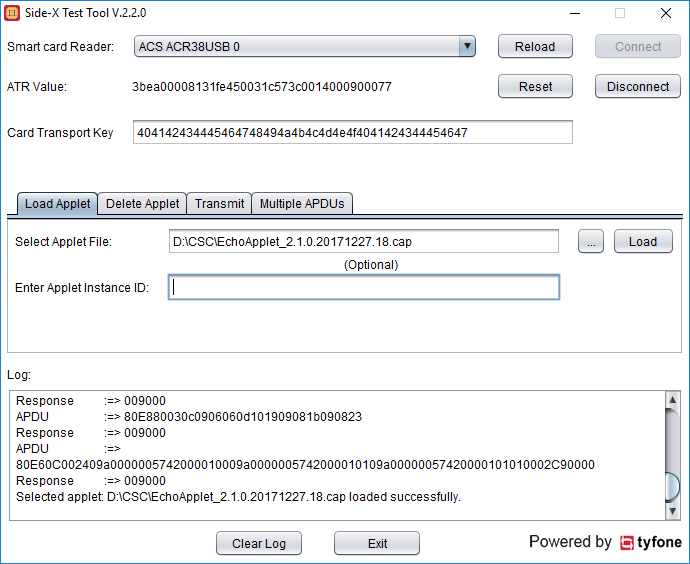 Side-X Test Tool V.2.2.0
Smart card Reader: ACS ACR38USB 0 Reload Connect
ATR Value: 3bea00008131fe450031c573c0014000900077 Reset Disconnect
Card Transport Key 404142434445464748494a4b4c4d4e4f4041424344454647
Load Applet Delete Applet Transmit Multiple APDUs
Select Applet File: D:\CSC\EchoApplet_2.1.0.20171227.18.cap ... Load
(Optional)
Enter Applet Instance ID:
Log:
Response :=> 009000
APDU :=> 80E880030c0906060d101909081b090823
Response :=> 009000
APDU :=>
80E60C002409a0000005742000010009a0000005742000010109a00000057420000101010002C90000
Response :=> 009000
Selected applet: D:\CSC\EchoApplet_2.1.0.20171227.18.cap loaded successfully.
Clear Log Exit Powered by tyfone